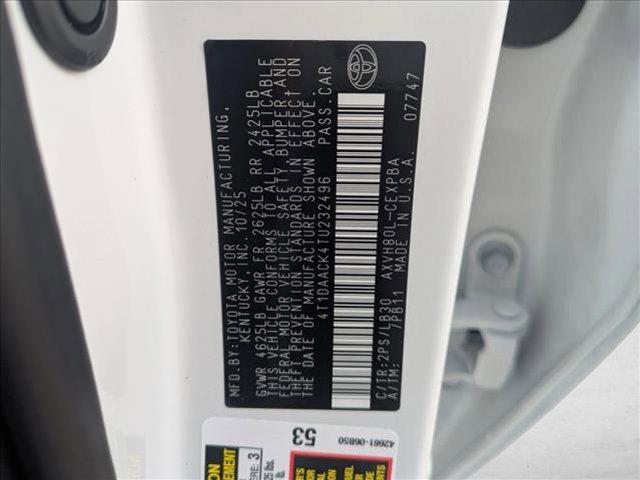 MFD.BY:TOYOTA MOTOR MANUFACTURING,
KENTUCKY, INC. 10/25
GVWR 4625LB GAWR FR 2625LB RR 2425LB
THIS VEHICLE CONFORMS TO ALL APPLICABLE
FEDERAL MOTOR VEHICLE SAFETY, BUMPER AND
THEFT PREVENTION STANDARDS IN EFFECT ON
THE DATE OF MANUFACTURE SHOWN ABOVE.
4T1DAACK4TU232496 PASS.CAR
C/TR:2PS/LB30 AXVH80L-CEXPBA
A/TM: 7PB11 MADE IN U.S.A. 07747
53
42661-06B50